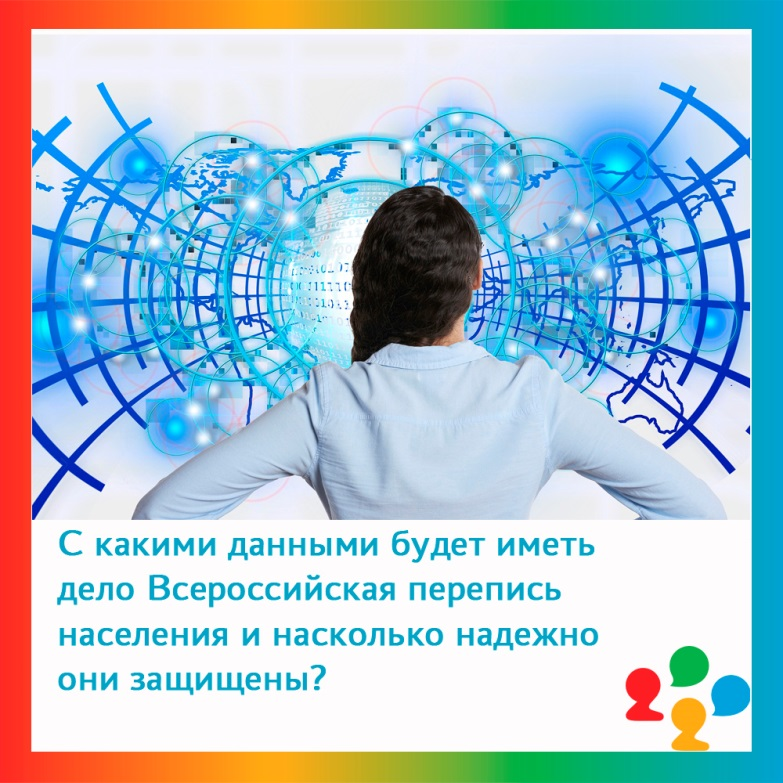 С какими данными будет иметь
дело Всероссийская перепись
населения и насколько надежно
они защищены?